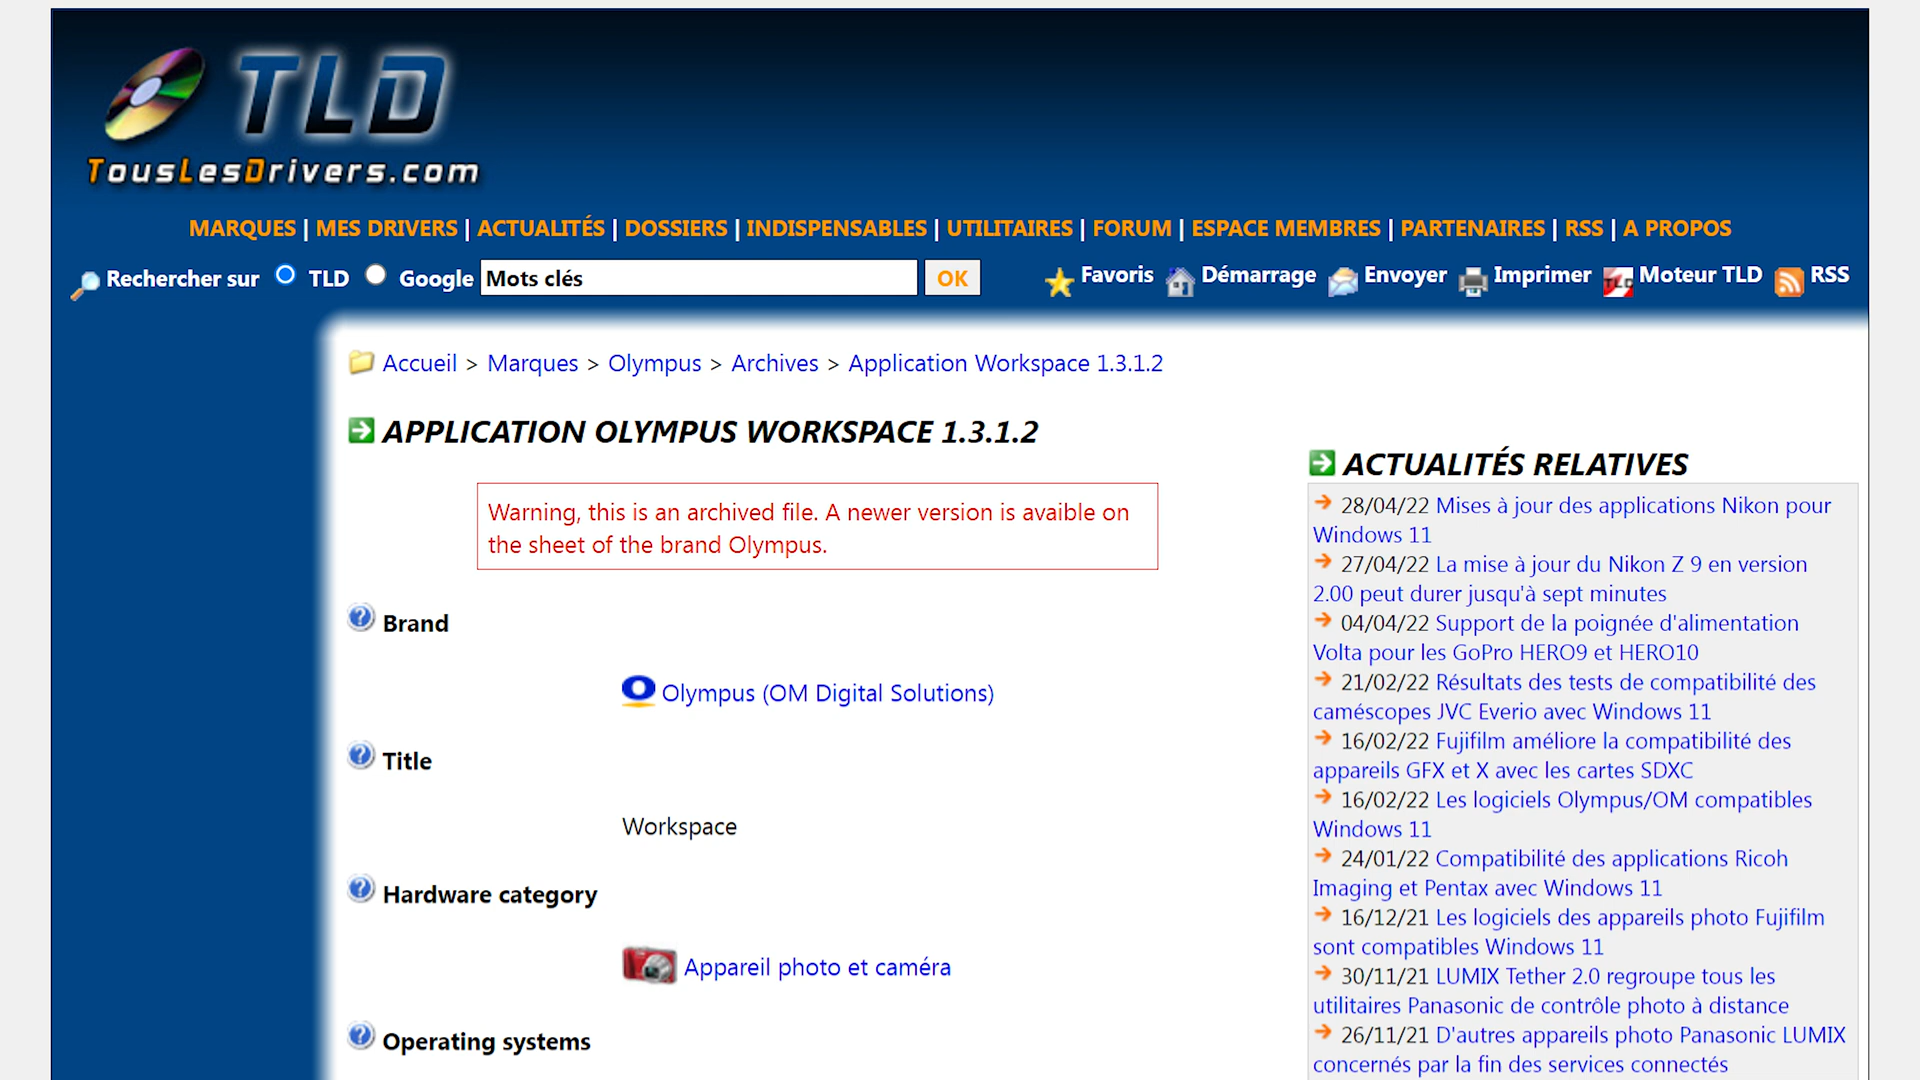 TLD
TousLesDrivers.com
MARQUES | MES DRIVERS | ACTUALITÉS | DOSSIERS | INDISPENSABLES | UTILITAIRES | FORUM | ESPACE MEMBRES | PARTENAIRES | RSS | A PROPOS
Rechercher sur TLD Google Mots clés OK Favoris Démarrage Envoyer Imprimer Moteur TLD RSS
Accueil > Marques > Olympus > Archives > Application Workspace 1.3.1.2
APPLICATION OLYMPUS WORKSPACE 1.3.1.2
Warning, this is an archived file. A newer version is avaible on
the sheet of the brand Olympus.
Brand
Olympus (OM Digital Solutions)
Title
Workspace
Hardware category
Appareil photo et caméra
Operating systems
ACTUALITÉS RELATIVES
28/04/22 Mises à jour des applications Nikon pour
Windows 11
27/04/22 La mise à jour du Nikon Z 9 en version
2.00 peut durer jusqu'à sept minutes
04/04/22 Support de la poignée d'alimentation
Volta pour les GoPro HERO9 et HERO10
21/02/22 Résultats des tests de compatibilité des
caméscopes JVC Everio avec Windows 11
16/02/22 Fujifilm améliore la compatibilité des
appareils GFX et X avec les cartes SDXC
16/02/22 Les logiciels Olympus/OM compatibles
Windows 11
24/01/22 Compatibilité des applications Ricoh
Imaging et Pentax avec Windows 11
16/12/21 Les logiciels des appareils photo Fujifilm
sont compatibles Windows 11
30/11/21 LUMIX Tether 2.0 regroupe tous les
utilitaires Panasonic de contrôle photo à distance
26/11/21 D'autres appareils photo Panasonic LUMIX
concernés par la fin des services connectés